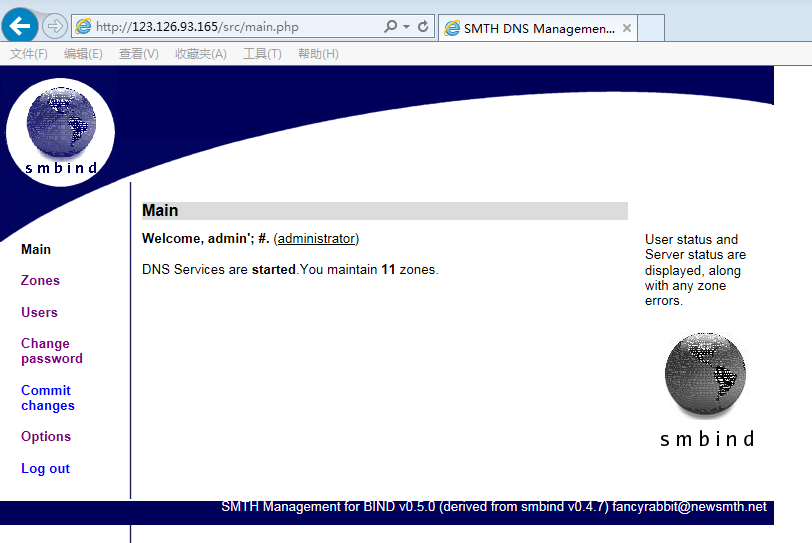 http://123.126.93.165/src/main.php
SMTH DNS Managemen...
文件(F) 编辑(E) 查看(V) 收藏夹(A) 工具(T) 帮助(H)
smbind
Main
Zones
Users
Change
password
Commit
changes
Options
Log out
Main
Welcome, admin'; #. (administrator)
DNS Services are started.You maintain 11 zones.
User status and
Server status are
displayed, along
with any zone
errors.
smbind
SMTH Management for BIND v0.5.0 (derived from smbind v0.4.7) fancyrabbit@newsmth.net